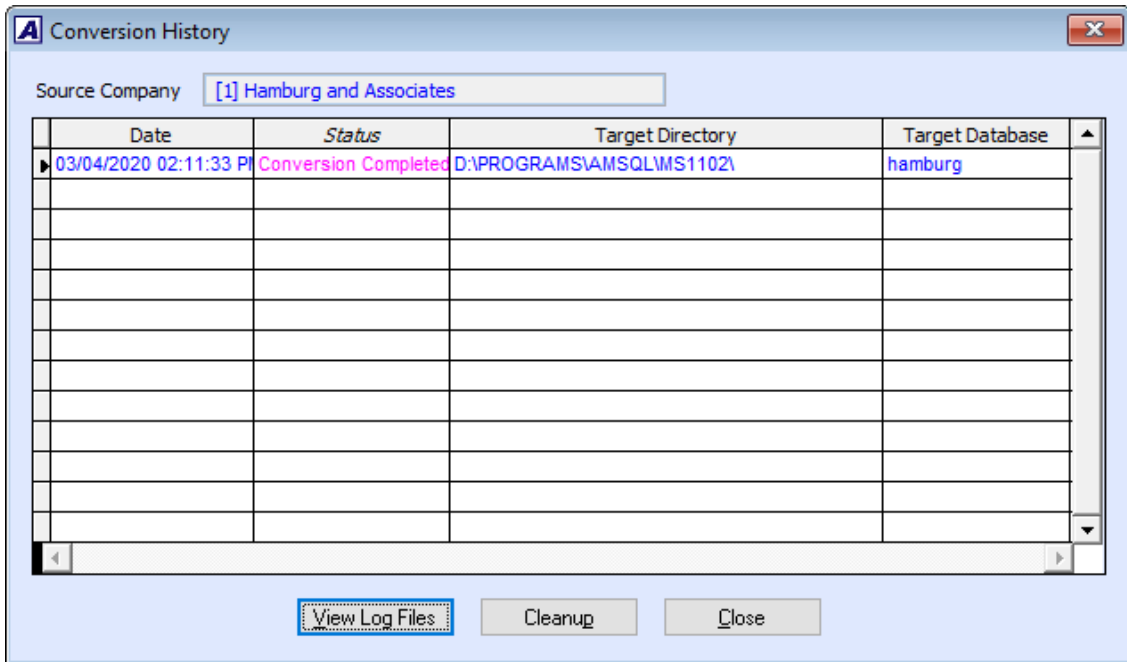 A Conversion History
Source Company [1] Hamburg and Associates
Date Status Target Directory Target Database
03/04/2020 02:11:33 PM Conversion Completed D:\PROGRAMS\AMSQL\MS1102\ hamburg
View Log Files Cleanup Close